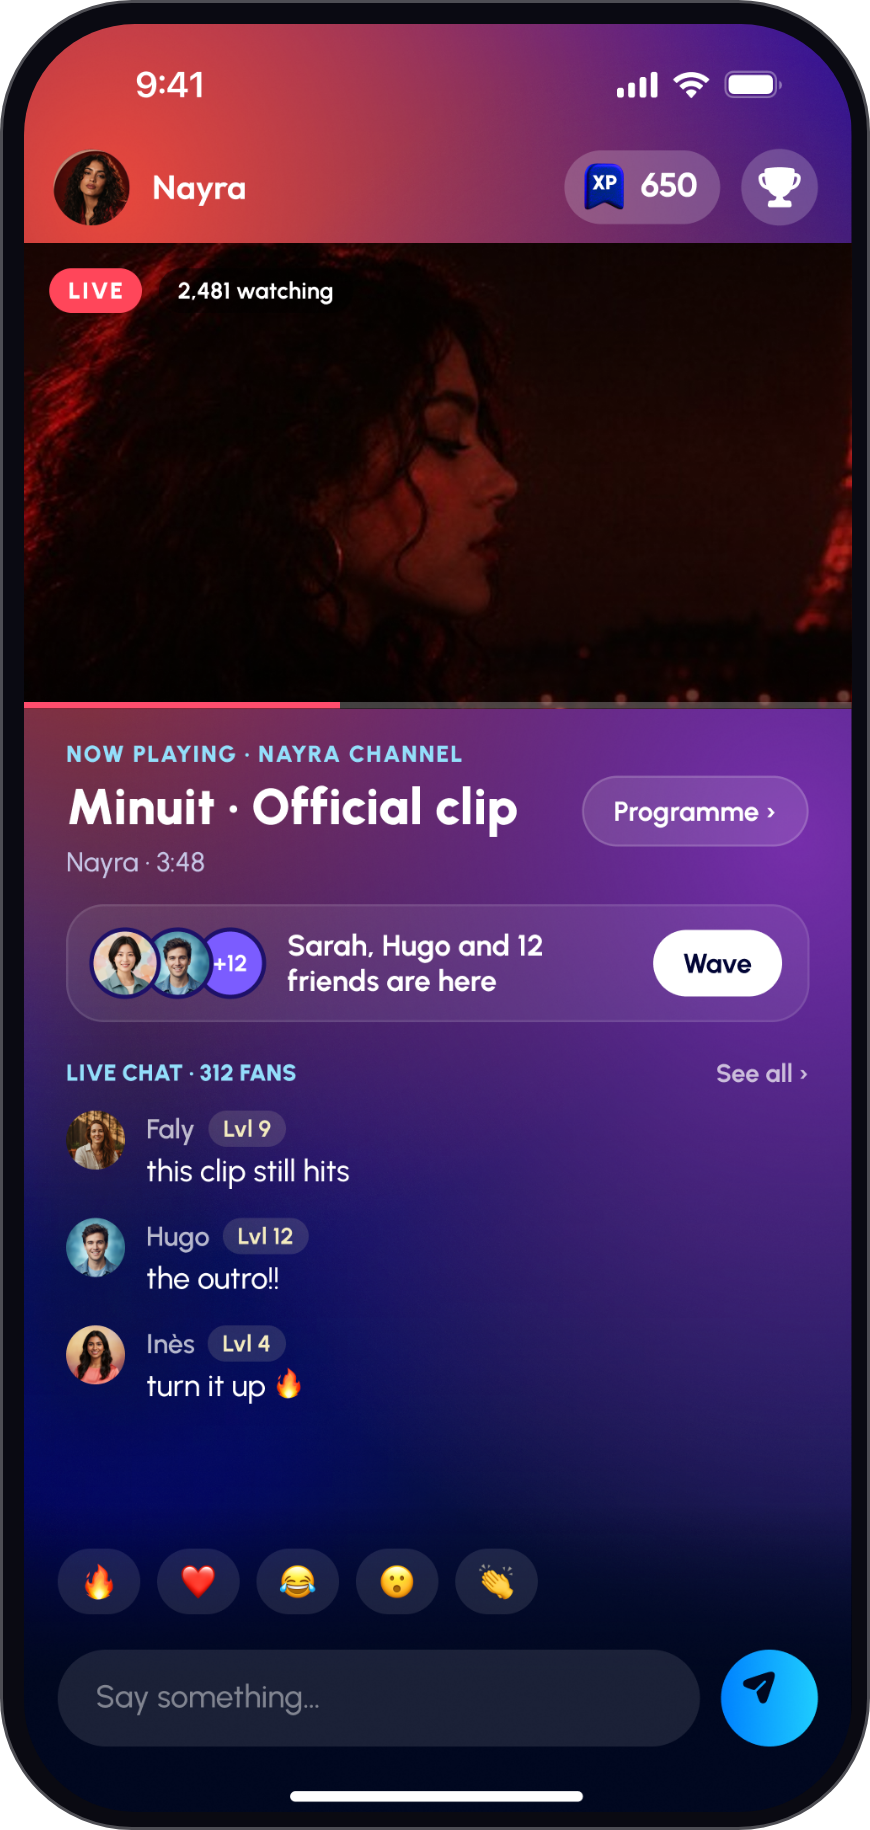 9:41
Nayra
XP 650
LIVE 2,481 watching
NOW PLAYING · NAYRA CHANNEL
Minuit · Official clip
Programme ›
Nayra · 3:48
+12
Sarah, Hugo and 12
friends are here
Wave
LIVE CHAT · 312 FANS
See all ›
Faly Lvl 9
this clip still hits
Hugo Lvl 12
the outro!!
Inès Lvl 4
turn it up 🔥
🔥 ❤️ 😂 😮 👏
Say something...